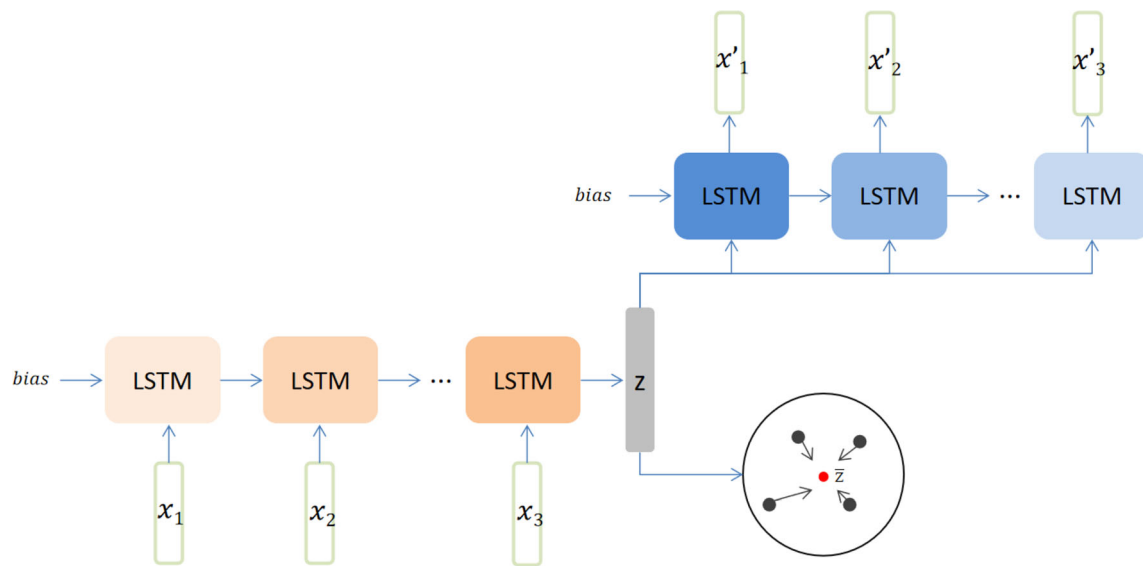 x'₁ x'₂ x'₃
bias LSTM LSTM ... LSTM
bias LSTM LSTM ... LSTM z
z̄
x₁ x₂ x₃